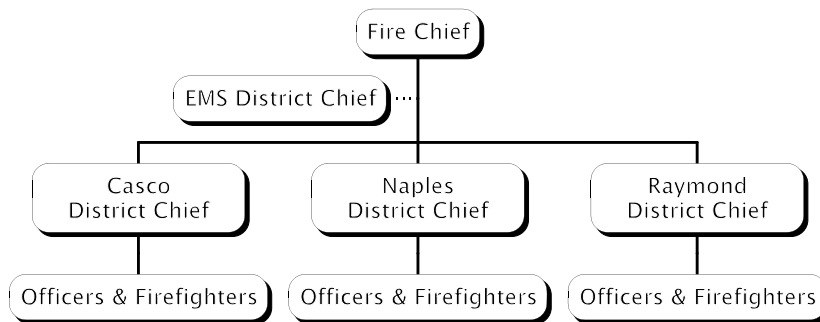 Fire Chief
EMS District Chief
Casco
District Chief
Naples
District Chief
Raymond
District Chief
Officers & Firefighters
Officers & Firefighters
Officers & Firefighters